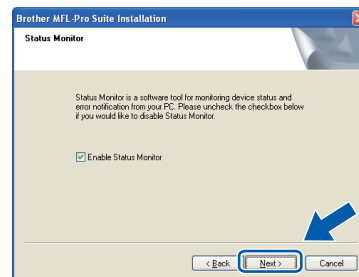 Brother MFL-Pro Suite Installation
Status Monitor
Status Monitor is a software tool for monitoring device status and
error notification from your PC. Please uncheck the checkbox below
if you would like to disable Status Monitor.
Enable Status Monitor
< Back
Next >
Cancel